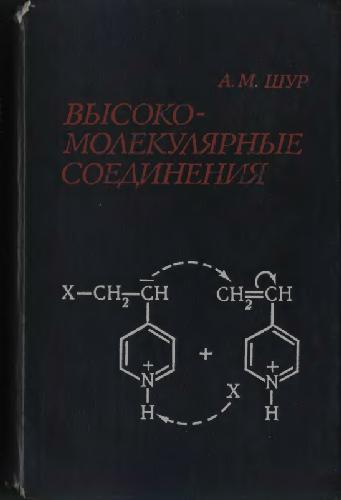 А. М. ШУР
ВЫСОКО-
МОЛЕКУЛЯРНЫЕ
СОЕДИНЕНИЯ
X—CH₂—CH CH₂=CH
+
+ +
N X N
H H